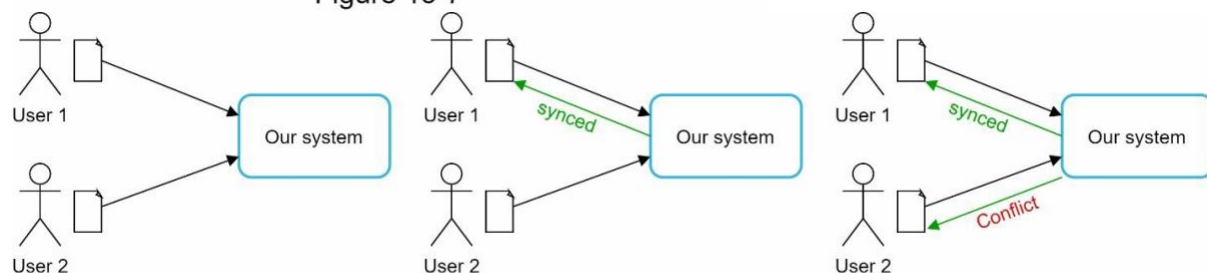 Figure
User 1
Our system
User 2
User 1
synced
Our system
User 2
User 1
synced
Our system
Conflict
User 2